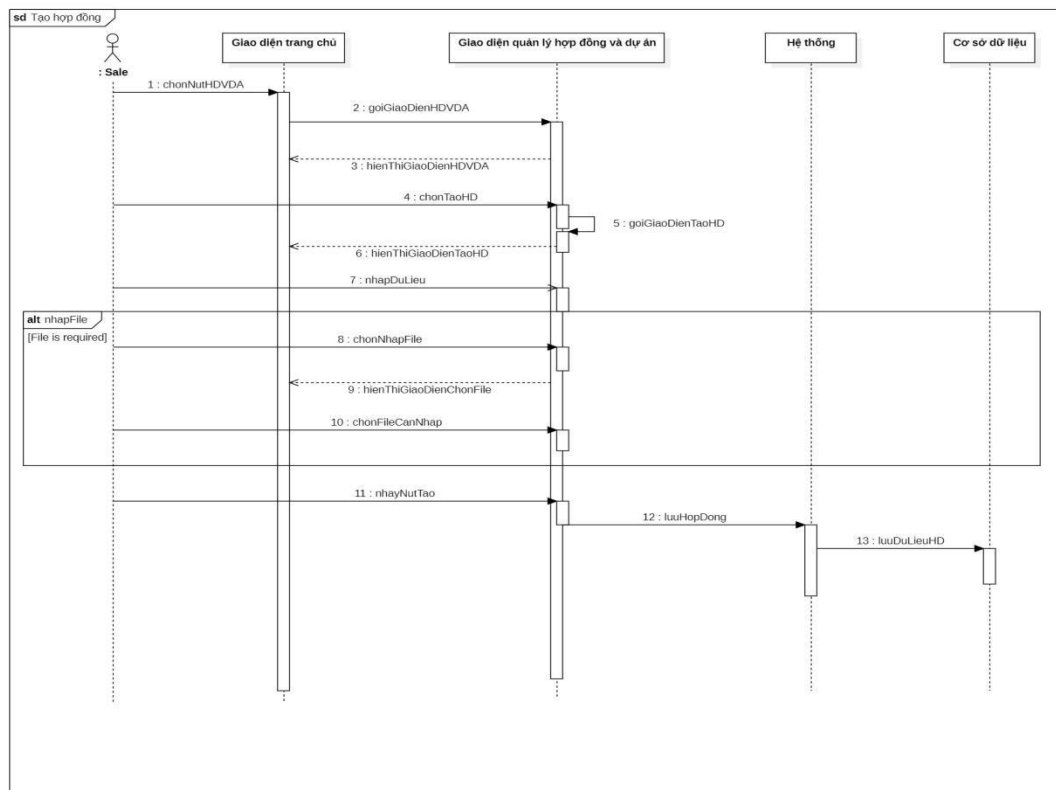 sd Tạo hợp đồng
: Sale
Giao diện trang chủ
Giao diện quản lý hợp đồng và dự án
Hệ thống
Cơ sở dữ liệu
1 : chonNutHDVDA
2 : goiGiaoDienHDVDA
3 : hienThiGiaoDienHDVDA
4 : chonTaoHD
5 : goiGiaoDienTaoHD
6 : hienThiGiaoDienTaoHD
7 : nhapDuLieu
alt nhapFile
[File is required]
8 : chonNhapFile
9 : hienThiGiaoDienChonFile
10 : chonFileCanNhap
11 : nhayNutTao
12 : luuHopDong
13 : luuDuLieuHD